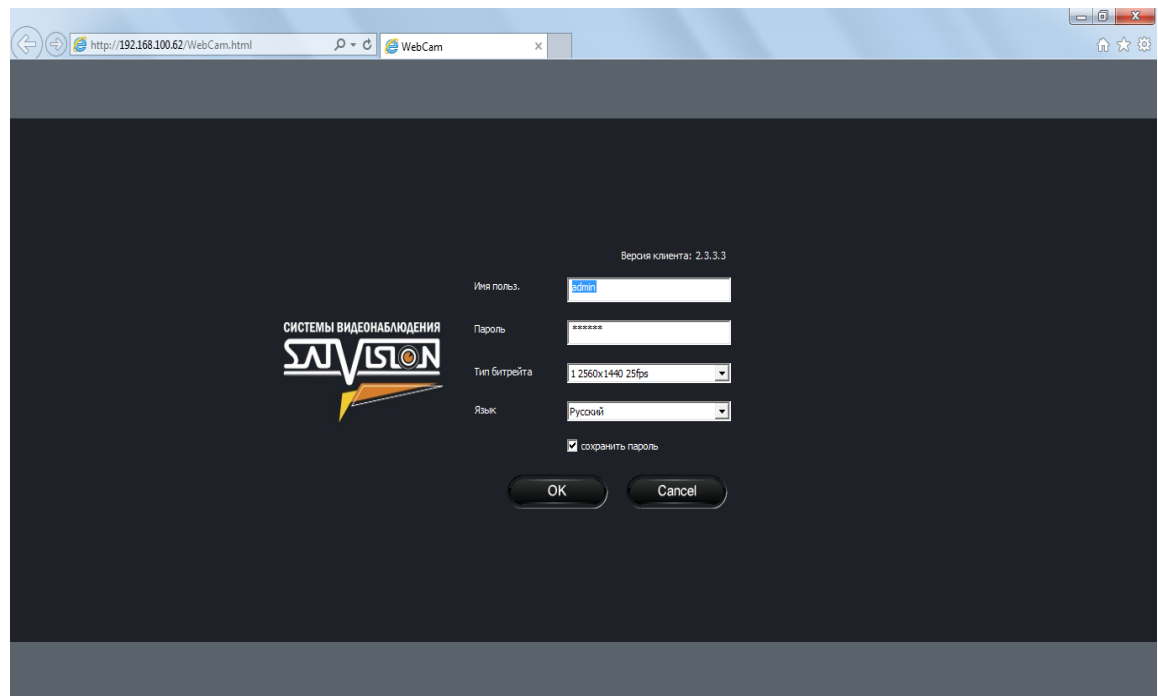 http://192.168.100.62/WebCam.html
WebCam
Версия клиента: 2.3.3.3
Имя польз.
admin
СИСТЕМЫ ВИДЕОНАБЛЮДЕНИЯ
SATVISION
Пароль
******
Тип битрейта
1 2560x1440 25fps
Язык
Русский
сохранить пароль
OK
Cancel